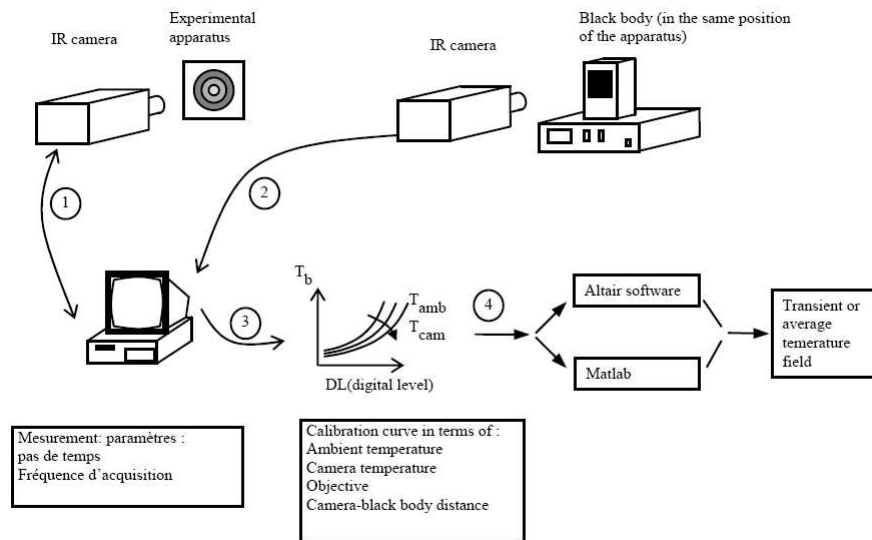 IR camera
Experimental
apparatus
IR camera
Black body (in the same position
of the apparatus)
1
2
3
T_b
T_amb
T_cam
DL(digital level)
4
Altair software
Matlab
Transient or
average
temerature
field
Mesurement: paramètres :
pas de temps
Fréquence d’acquisition
Calibration curve in terms of :
Ambient temperature
Camera temperature
Objective
Camera-black body distance